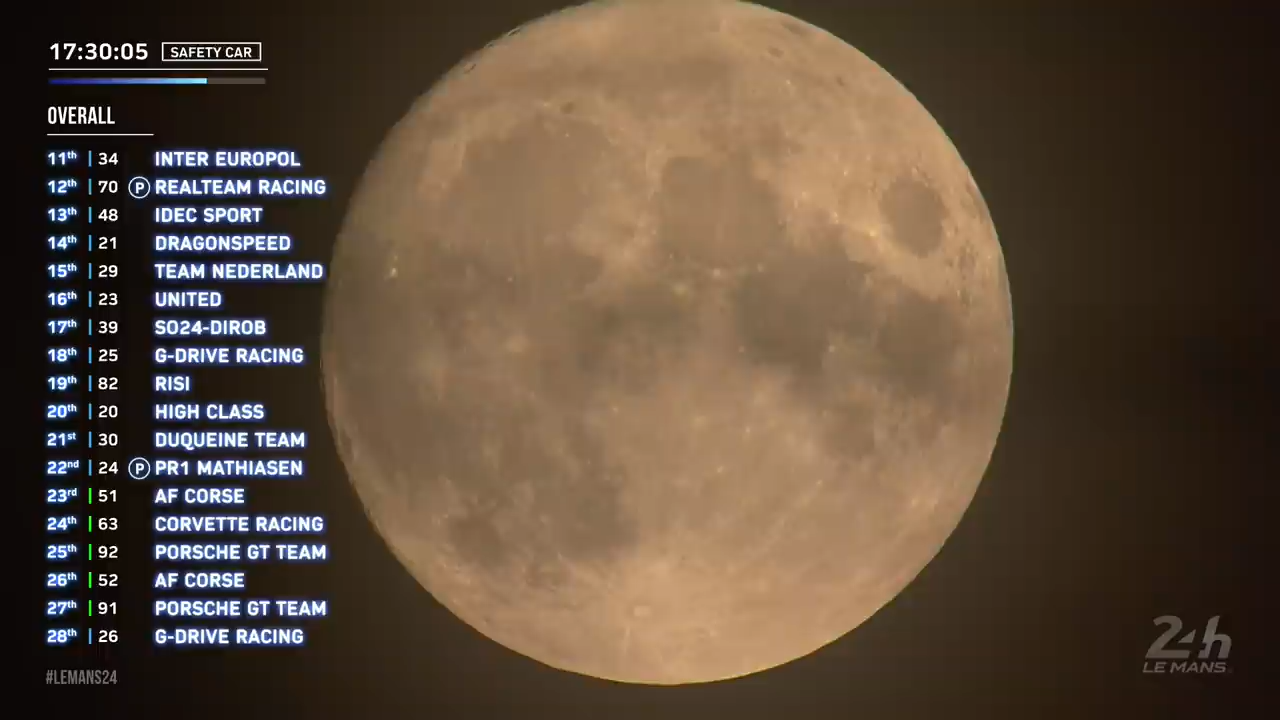 17:30:05 SAFETY CAR
OVERALL
11th 34 INTER EUROPOL
12th 70 P REALTEAM RACING
13th 48 IDEC SPORT
14th 21 DRAGONSPEED
15th 29 TEAM NEDERLAND
16th 23 UNITED
17th 39 SO24-DIROB
18th 25 G-DRIVE RACING
19th 82 RISI
20th 20 HIGH CLASS
21st 30 DUQUEINE TEAM
22nd 24 P PR1 MATHIASEN
23rd 51 AF CORSE
24th 63 CORVETTE RACING
25th 92 PORSCHE GT TEAM
26th 52 AF CORSE
27th 91 PORSCHE GT TEAM
28th 26 G-DRIVE RACING
#LEMANS24
24h
LE MANS